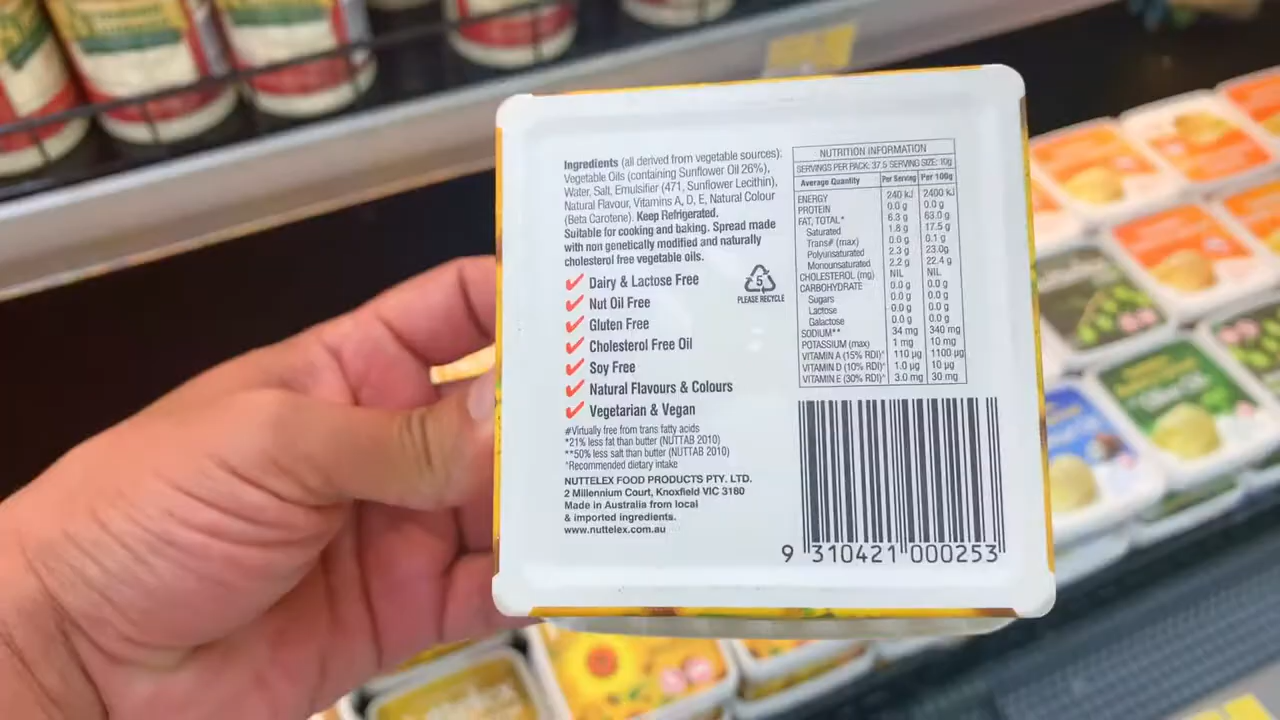 Ingredients (all derived from vegetable sources):
Vegetable Oils (containing Sunflower Oil 26%),
Water, Salt, Emulsifier (471, Sunflower Lecithin),
Natural Flavour, Vitamins A, D, E, Natural Colour
(Beta Carotene). Keep Refrigerated.
Suitable for cooking and baking. Spread made
with non genetically modified and naturally
cholesterol free vegetable oils.
✓ Dairy & Lactose Free
✓ Nut Oil Free
✓ Gluten Free
✓ Cholesterol Free Oil
✓ Soy Free
✓ Natural Flavours & Colours
✓ Vegetarian & Vegan
5
PLEASE RECYCLE
#Virtually free from trans fatty acids
*21% less fat than butter (NUTTAB 2010)
**50% less salt than butter (NUTTAB 2010)
*Recommended dietary intake
NUTTELEX FOOD PRODUCTS PTY. LTD.
2 Millennium Court, Knoxfield VIC 3180
Made in Australia from local
& imported ingredients.
www.nuttelex.com.au
NUTRITION INFORMATION
SERVINGS PER PACK: 37.5 SERVING SIZE: 10g
Average Quantity Per Serving Per 100g
ENERGY 240 kJ 2400 kJ
PROTEIN 0.0 g 0.0 g
FAT, TOTAL* 6.3 g 63.0 g
Saturated 1.8 g 17.5 g
Trans# (max) 0.0 g 0.1 g
Polyunsaturated 2.3 g 23.0g
Monounsaturated 2.2 g 22.4 g
CHOLESTEROL (mg) NIL NIL
CARBOHYDRATE 0.0 g 0.0 g
Sugars 0.0 g 0.0 g
Lactose 0.0 g 0.0 g
Galactose 0.0 g 0.0 g
SODIUM** 34 mg 340 mg
POTASSIUM (max) 1 mg 10 mg
VITAMIN A (15% RDI)* 110 µg 1100 µg
VITAMIN D (10% RDI)* 1.0 µg 10 µg
VITAMIN E (30% RDI)* 3.0 mg 30 mg
9 310421 000253